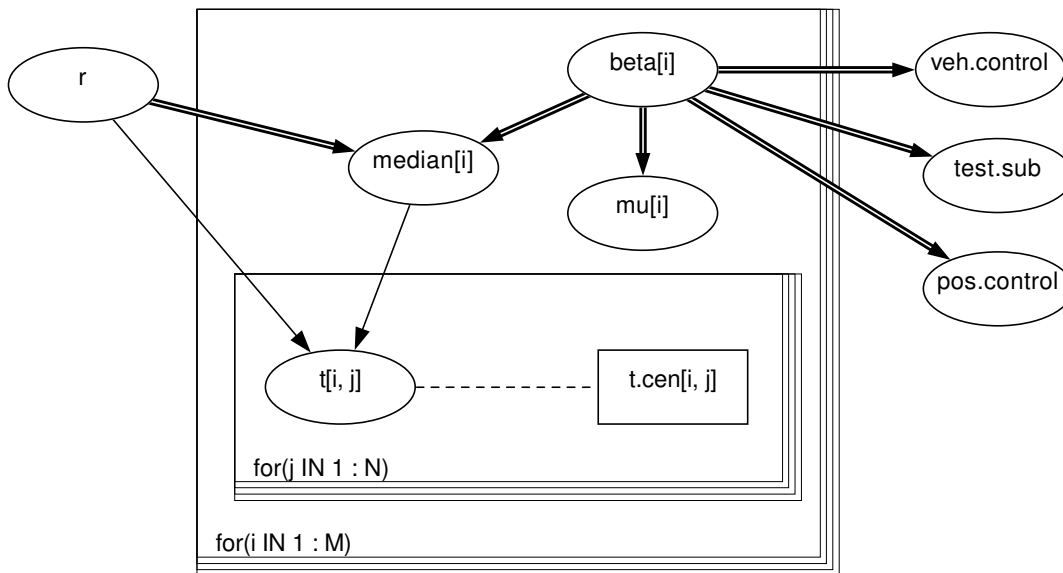 r
beta[i]
veh.control
median[i]
test.sub
mu[i]
pos.control
t[i, j]
t.cen[i, j]
for(j IN 1 : N)
for(i IN 1 : M)